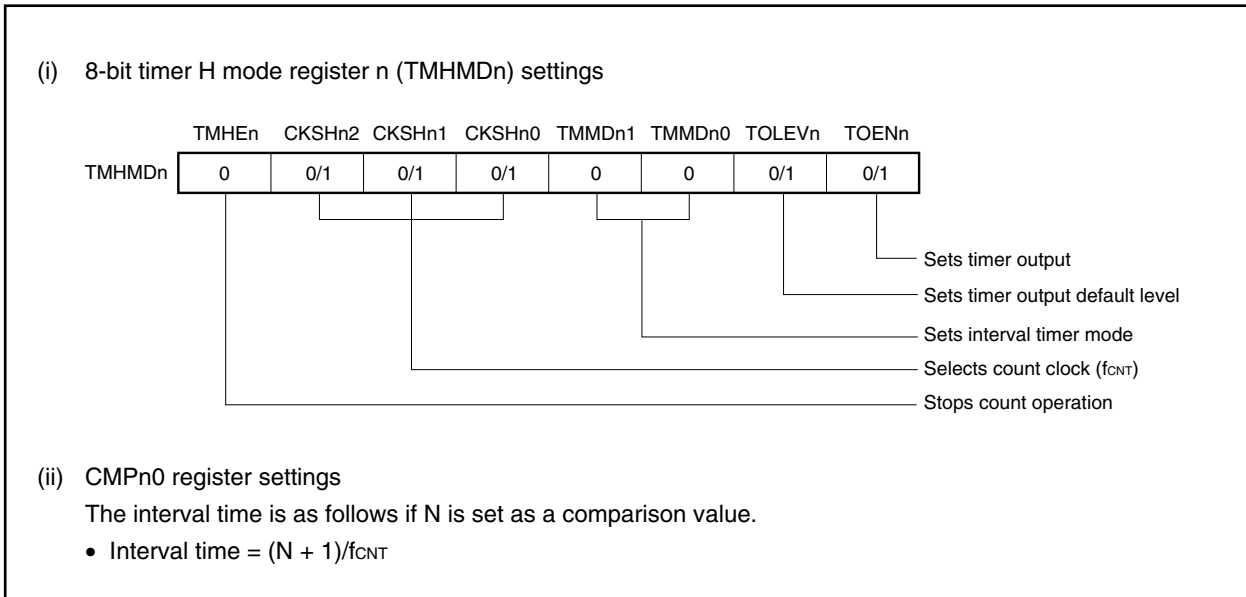 (i) 8-bit timer H mode register n (TMHMDn) settings
TMHEn CKSHn2 CKSHn1 CKSHn0 TMMDn1 TMMDn0 TOLEVn TOENn
TMHMDn 0 0/1 0/1 0/1 0 0 0/1 0/1
Sets timer output
Sets timer output default level
Sets interval timer mode
Selects count clock (fCNT)
Stops count operation
(ii) CMPn0 register settings
The interval time is as follows if N is set as a comparison value.
• Interval time = (N + 1)/fCNT